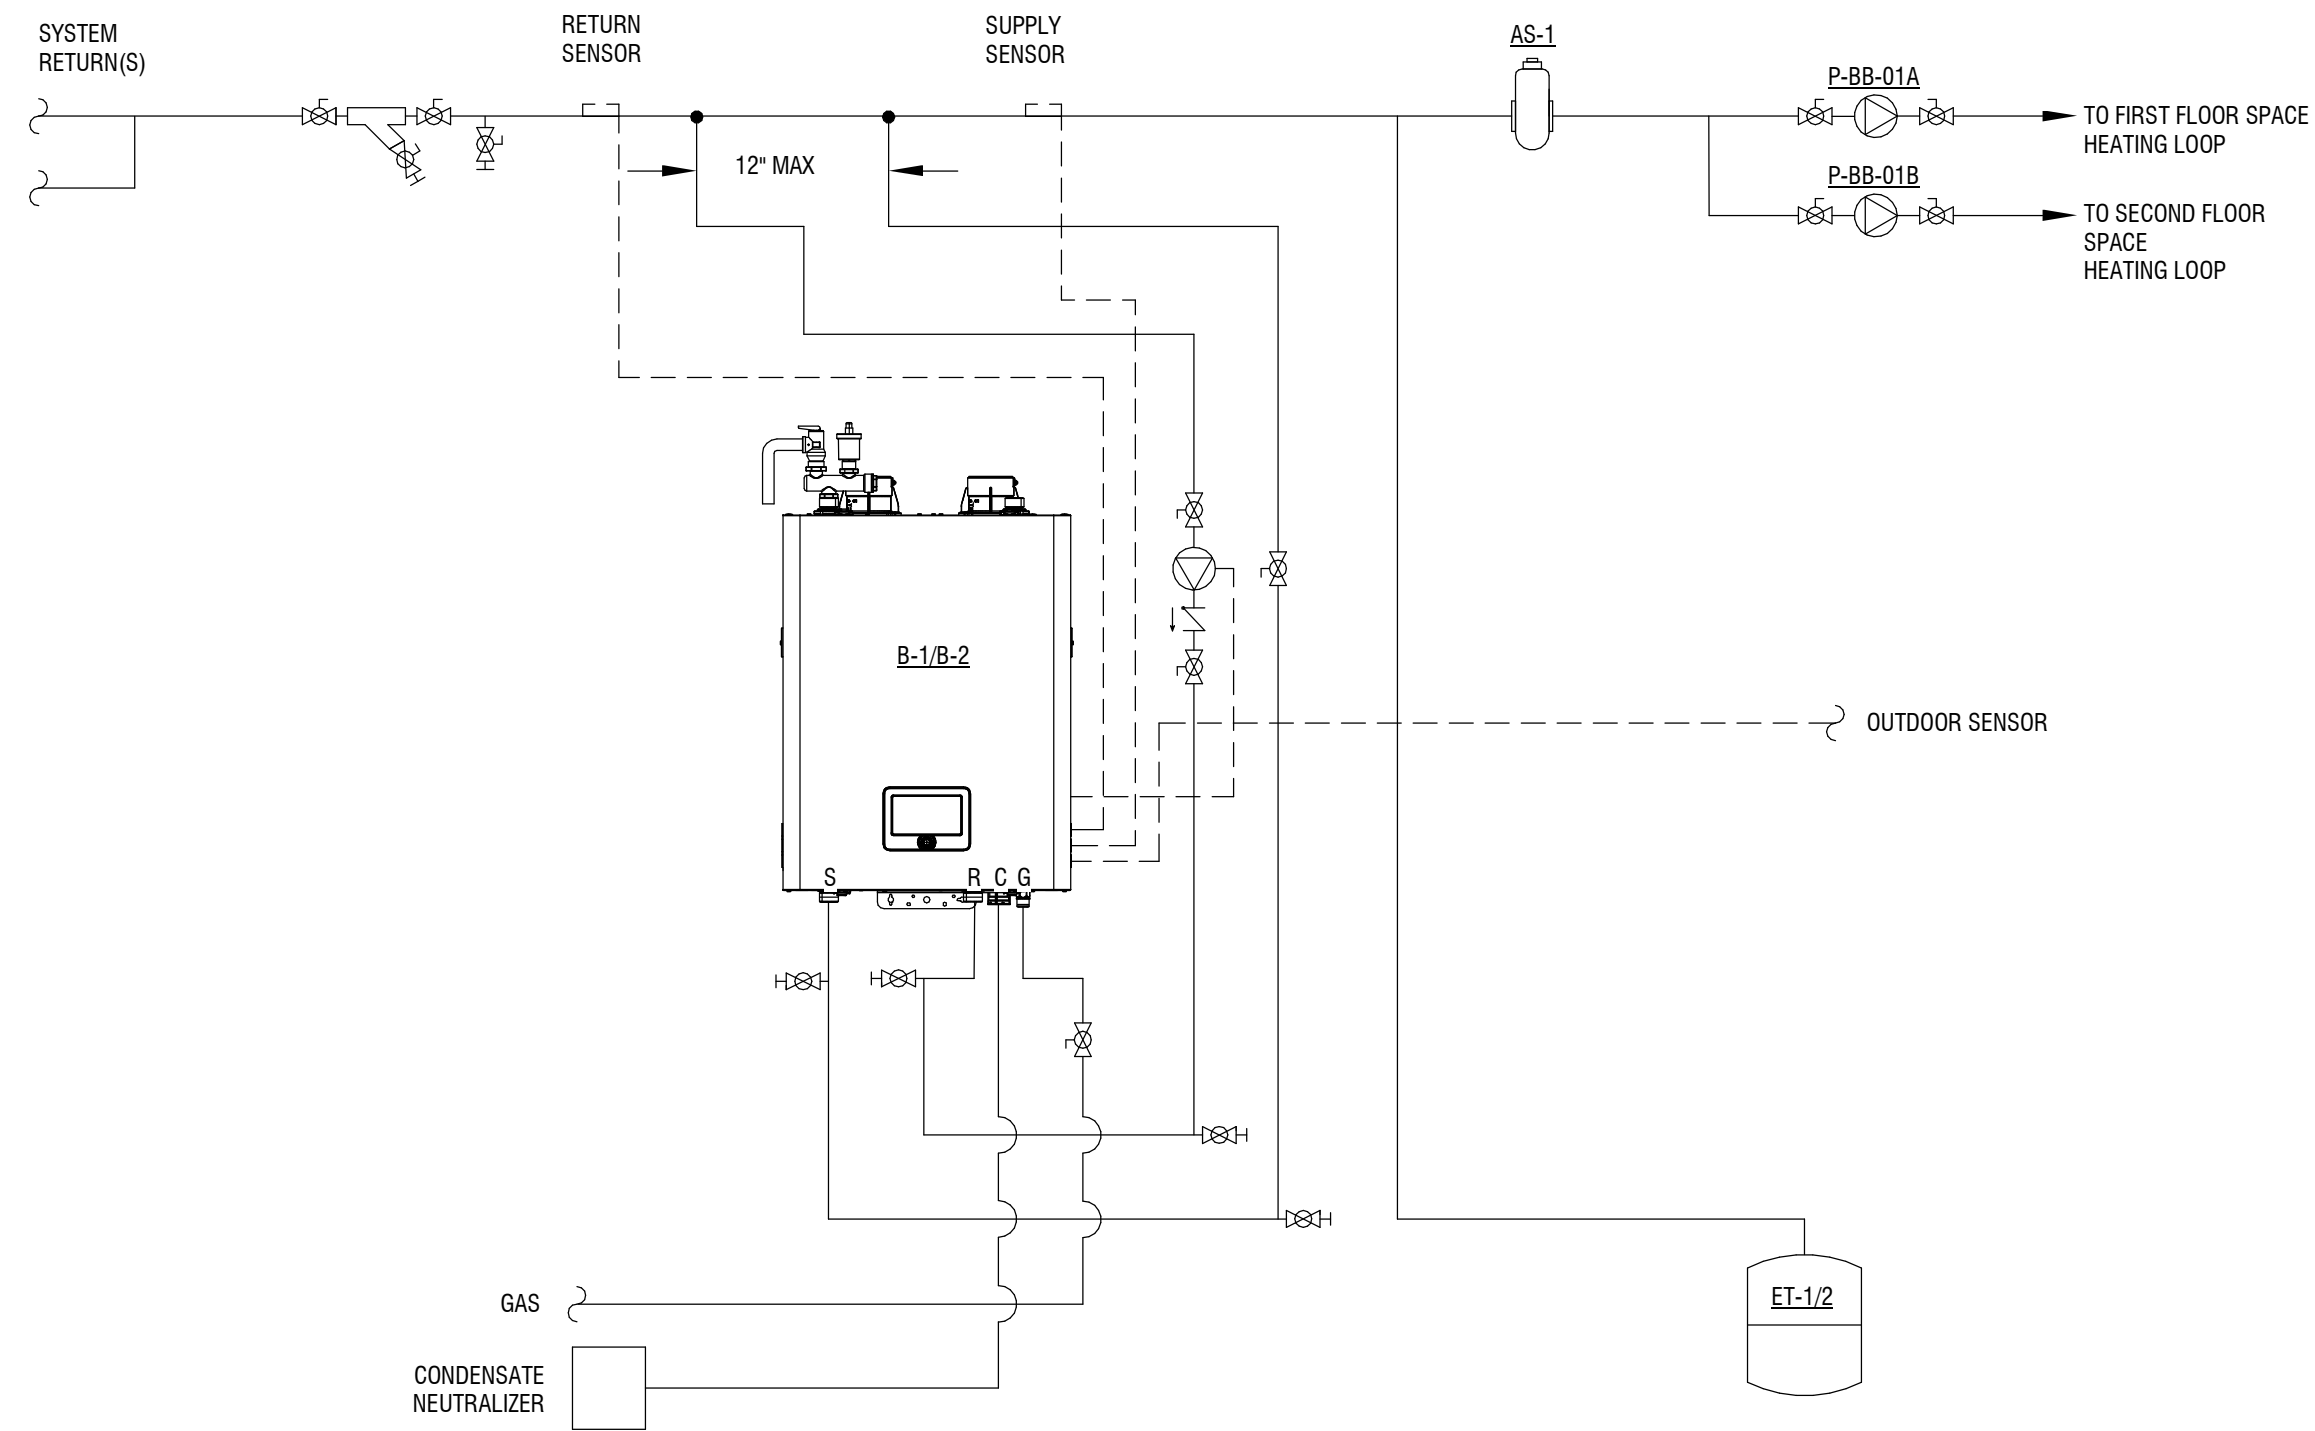 SYSTEM
RETURN(S)
RETURN
SENSOR
SUPPLY
SENSOR
AS-1
P-BB-01A
TO FIRST FLOOR SPACE
HEATING LOOP
12" MAX
P-BB-01B
TO SECOND FLOOR
SPACE
HEATING LOOP
B-1/B-2
OUTDOOR SENSOR
S R C G
GAS
ET-1/2
CONDENSATE
NEUTRALIZER